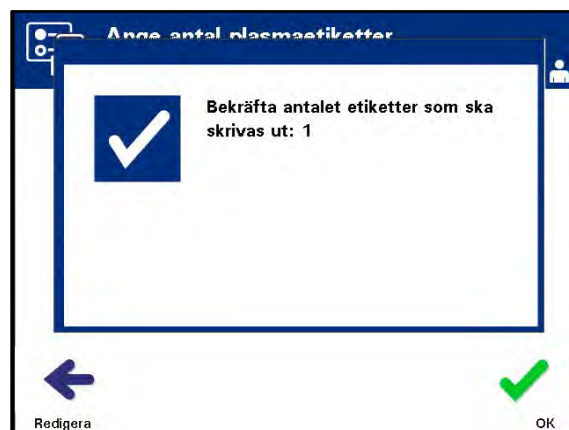 Ange antal plasmaetiketter
Bekräfta antalet etiketter som ska
skrivas ut: 1
Redigera
OK